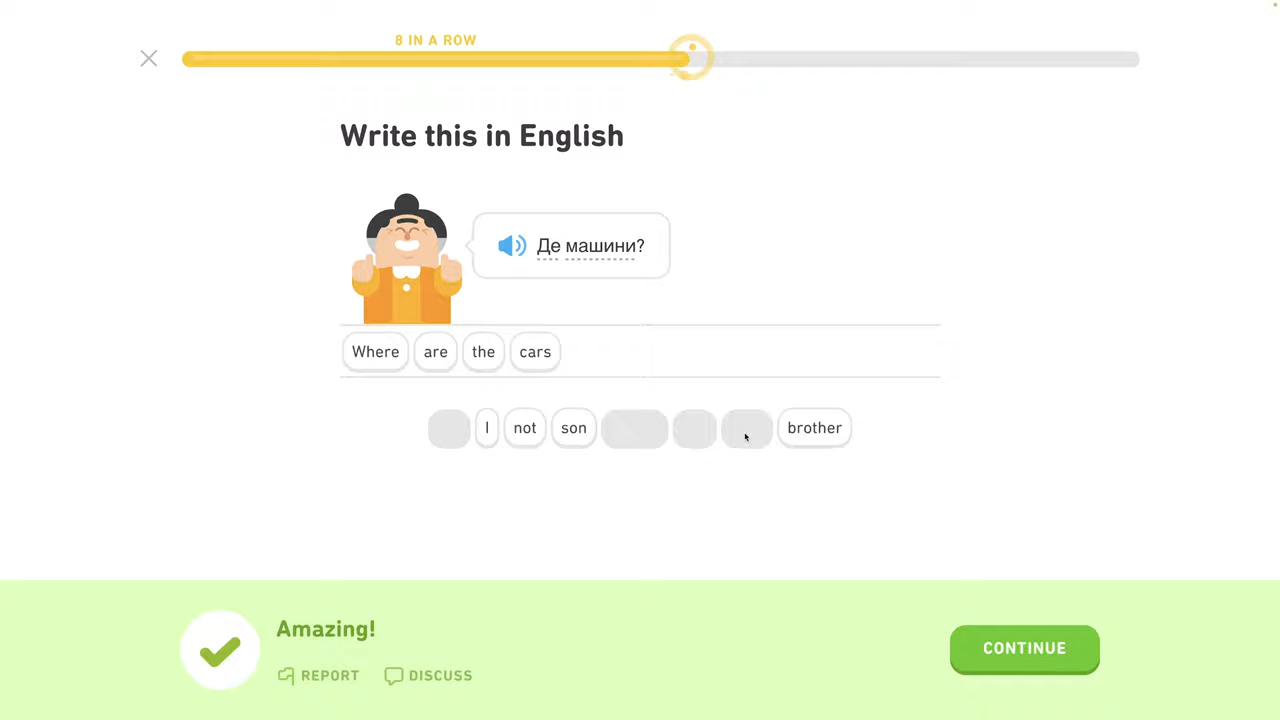 8 IN A ROW
Write this in English
Де машини?
Where are the cars
I not son brother
Amazing!
REPORT DISCUSS
CONTINUE